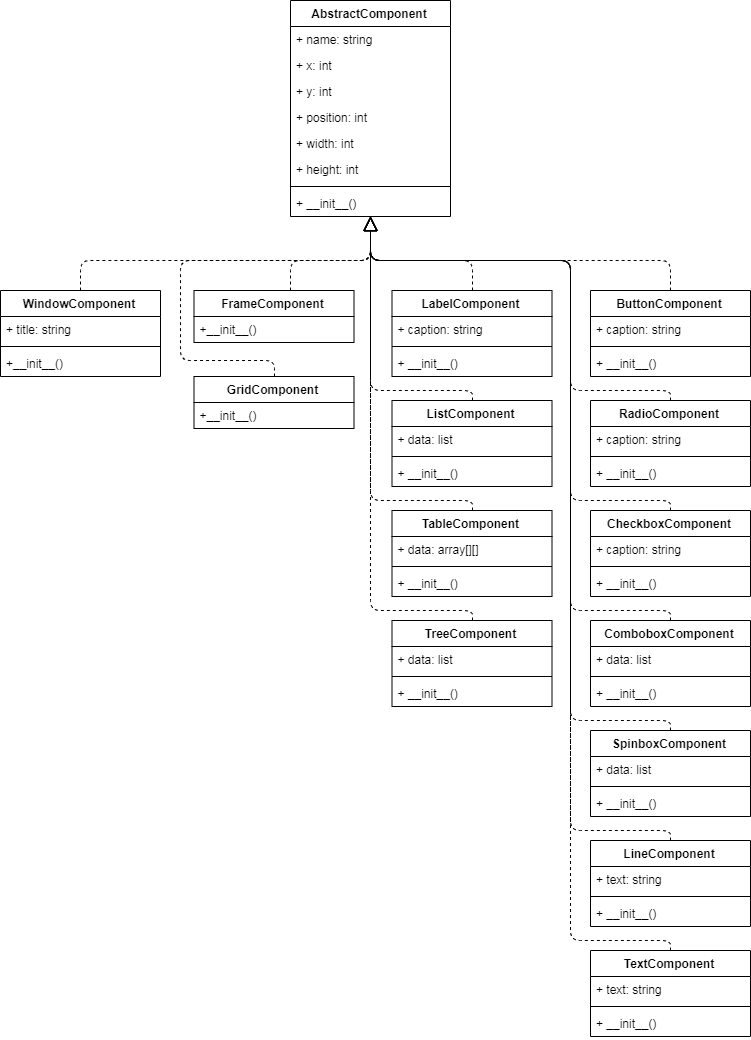 AbstractComponent
+ name: string
+ x: int
+ y: int
+ position: int
+ width: int
+ height: int
+ __init__()
WindowComponent
+ title: string
+__init__()
FrameComponent
+__init__()
GridComponent
+__init__()
LabelComponent
+ caption: string
+ __init__()
ListComponent
+ data: list
+ __init__()
TableComponent
+ data: array[][]
+ __init__()
TreeComponent
+ data: list
+ __init__()
ButtonComponent
+ caption: string
+ __init__()
RadioComponent
+ caption: string
+ __init__()
CheckboxComponent
+ caption: string
+ __init__()
ComboboxComponent
+ data: list
+ __init__()
SpinboxComponent
+ data: list
+ __init__()
LineComponent
+ text: string
+ __init__()
TextComponent
+ text: string
+ __init__()